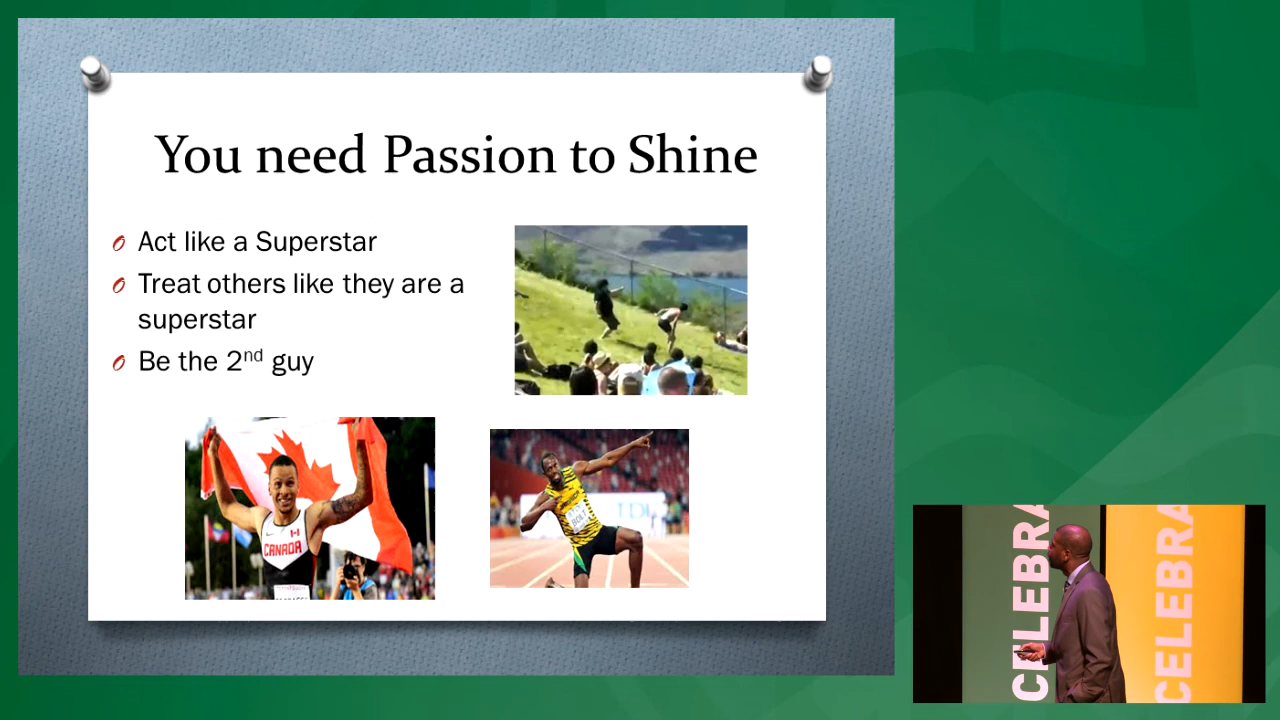 You need Passion to Shine
Act like a Superstar
Treat others like they are a
superstar
Be the 2nd guy
CANADA
BOLT
CELEBRA
CELEBRA